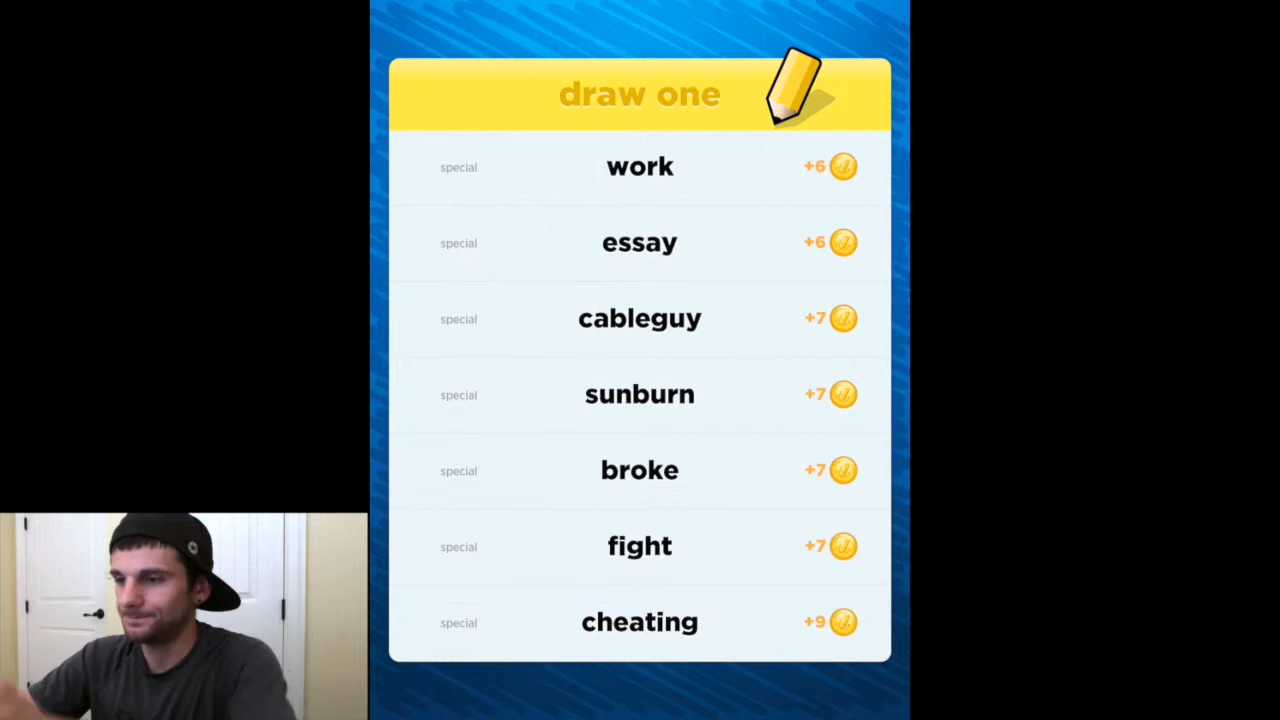 draw one
special work +6
special essay +6
special cableguy +7
special sunburn +7
special broke +7
special fight +7
special cheating +9